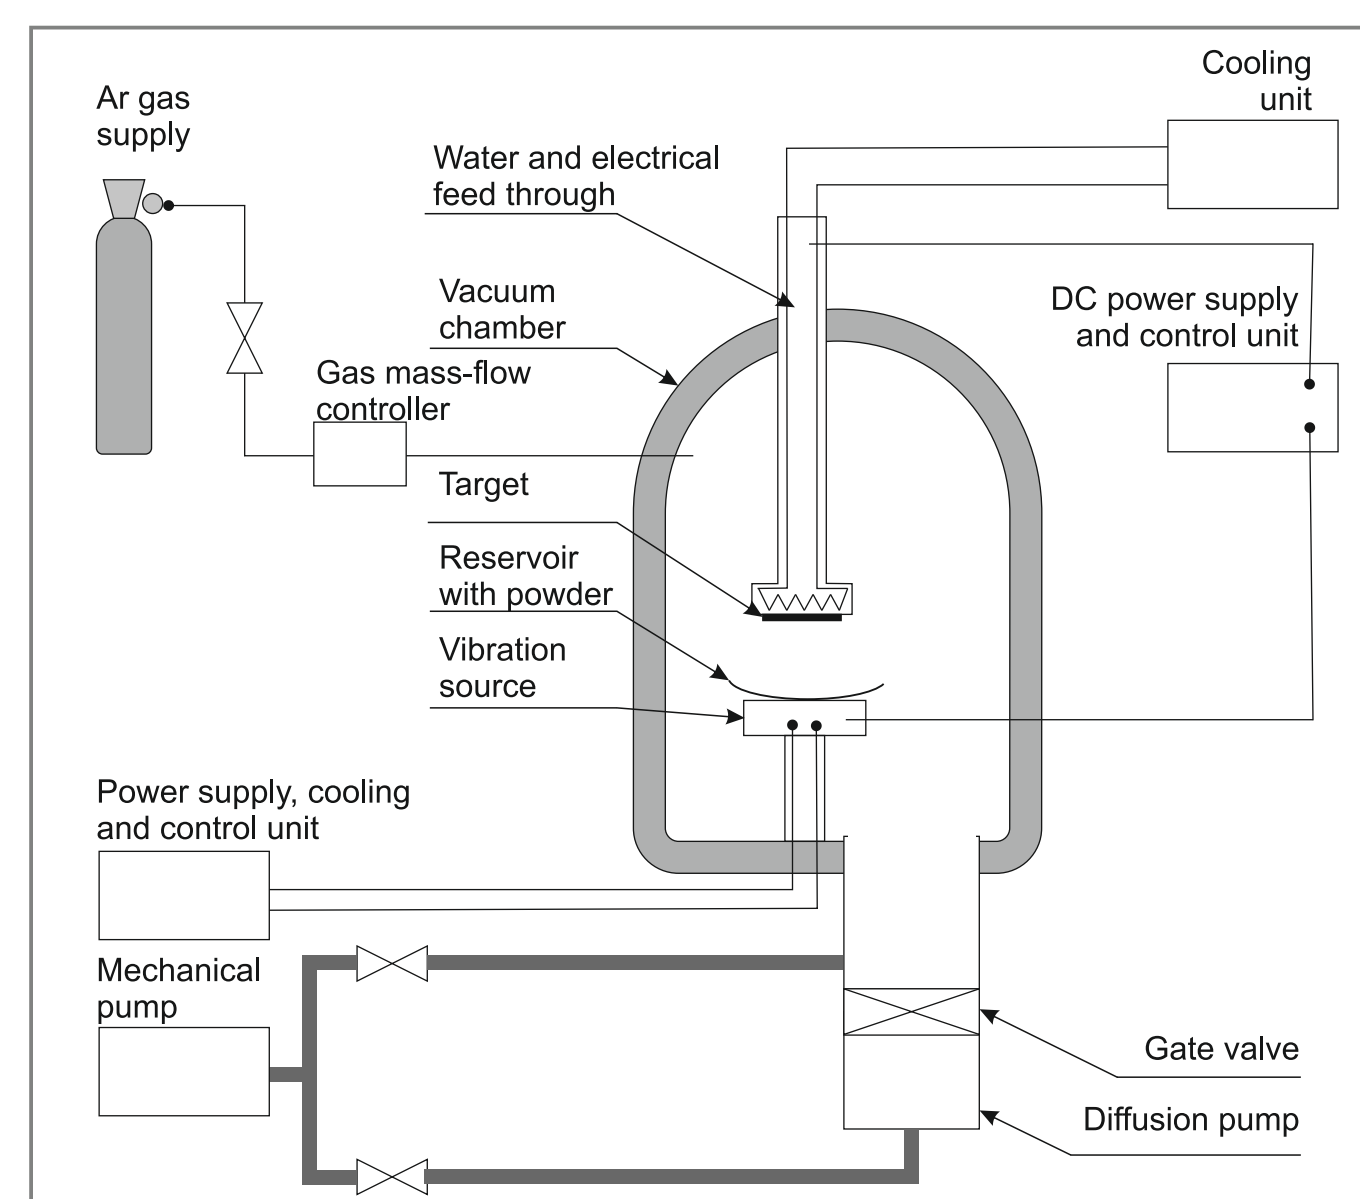 Cooling
unit
Ar gas
supply
Water and electrical
feed through
Vacuum
chamber
DC power supply
and control unit
Gas mass-flow
controller
Target
Reservoir
with powder
Vibration
source
Power supply, cooling
and control unit
Mechanical
pump
Gate valve
Diffusion pump